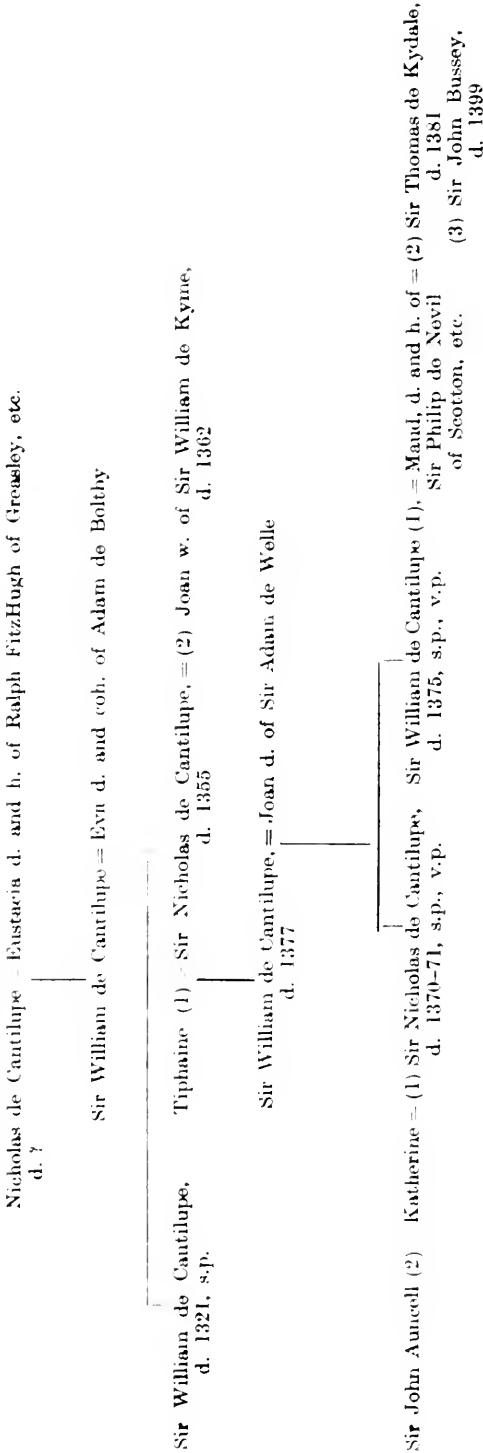 Nicholas de Cantilupe = Eustacia d. and h. of Ralph FitzHugh of Greasley, etc.
d. ?
Sir William de Cantilupe = Eva d. and coh. of Adam de Boltby
Sir William de Cantilupe,
d. 1321, s.p.
Tiphaine (1) = Sir Nicholas de Cantilupe, = (2) Joan w. of Sir William de Kyme,
d. 1355
d. 1362
Sir William de Cantilupe, = Joan d. of Sir Adam de Welle
d. 1377
Sir John Auncell (2)
Katherine = (1) Sir Nicholas de Cantilupe,
d. 1370-71, s.p., v.p.
Sir William de Cantilupe (1), = Maud, d. and h. of = (2) Sir Thomas de Kydale,
d. 1375, s.p., v.p.
Sir Philip de Nevil
d. 1381
of Scotton, etc.
(3) Sir John Bussey,
d. 1399